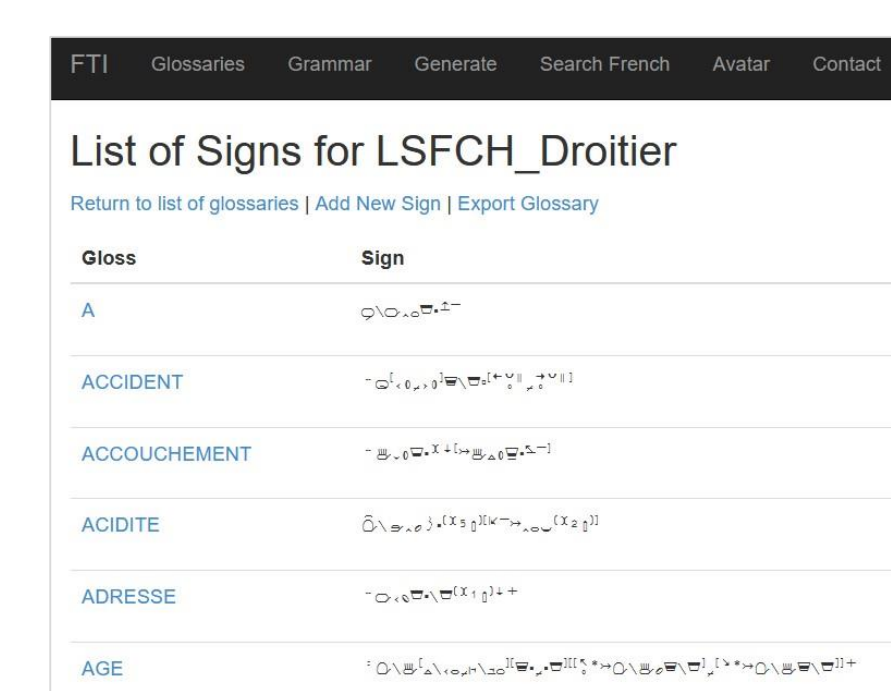 FTI Glossaries Grammar Generate Search French Avatar Contact
List of Signs for LSFCH_Droitier
Return to list of glossaries | Add New Sign | Export Glossary
Gloss Sign
A
ACCIDENT
ACCOUCHEMENT
ACIDITE
ADRESSE
AGE